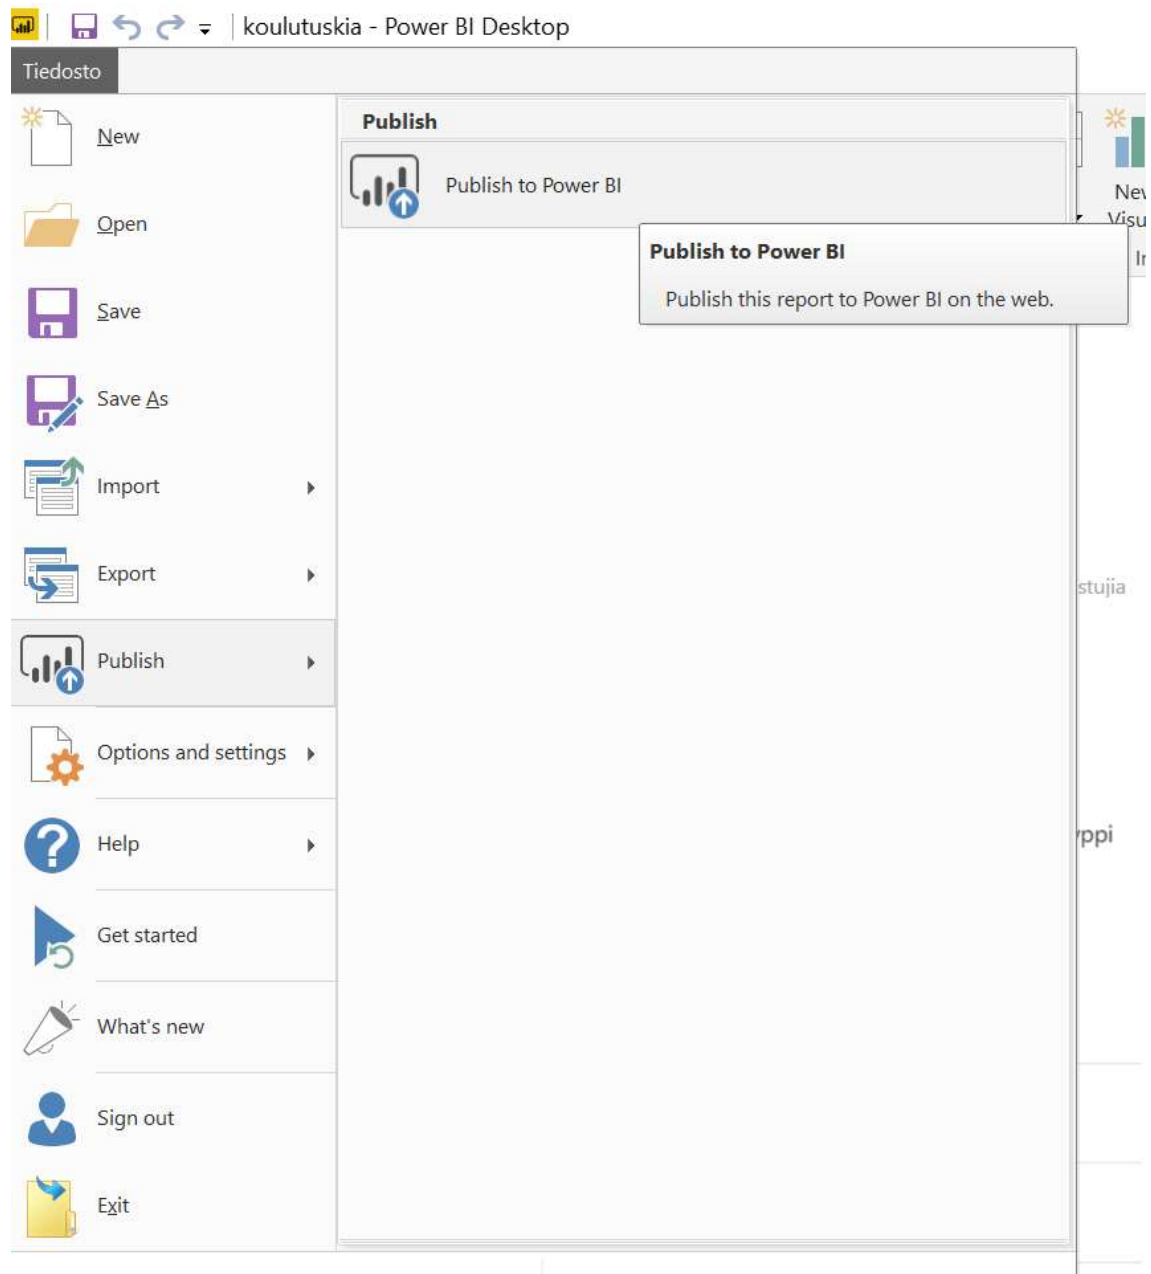 koulutuskia - Power BI Desktop
Tiedosto
New
Open
Save
Save As
Import
Export
Publish
Options and settings
Help
Get started
What's new
Sign out
Exit
Publish
Publish to Power BI
Publish to Power BI
Publish this report to Power BI on the web.
stujia